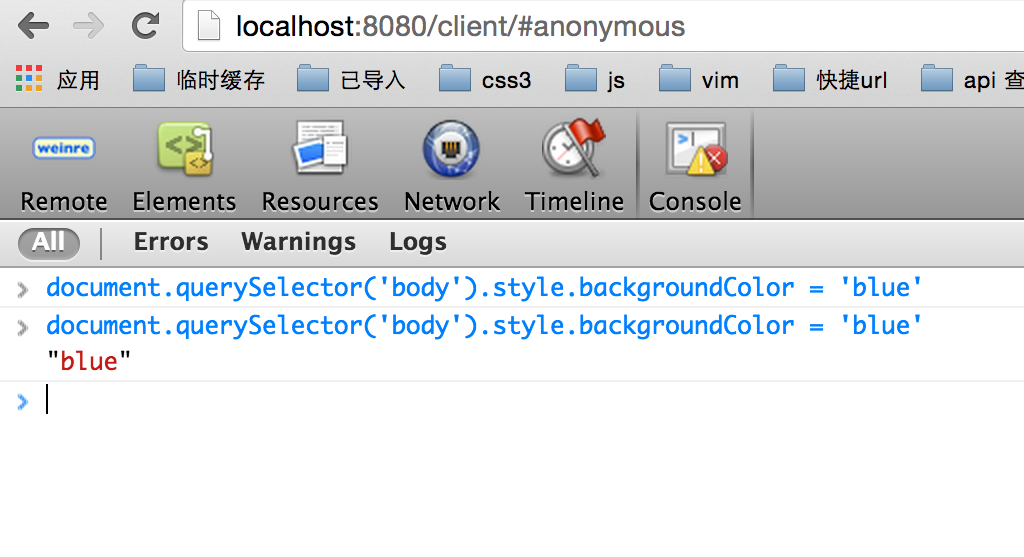 localhost:8080/client/#anonymous
应用 临时缓存 已导入 css3 js vim 快捷url api 查
weinre
Remote Elements Resources Network Timeline Console
All Errors Warnings Logs
> document.querySelector('body').style.backgroundColor = 'blue'
> document.querySelector('body').style.backgroundColor = 'blue'
"blue"
>